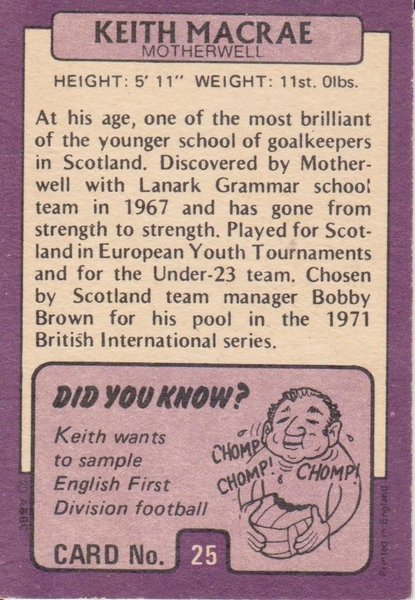 KEITH MACRAE
MOTHERWELL
HEIGHT: 5' 11" WEIGHT: 11st. 0lbs.
At his age, one of the most brilliant
of the younger school of goalkeepers
in Scotland. Discovered by Mother-
well with Lanark Grammar school
team in 1967 and has gone from
strength to strength. Played for Scot-
land in European Youth Tournaments
and for the Under-23 team. Chosen
by Scotland team manager Bobby
Brown for his pool in the 1971
British International series.
DID YOU KNOW?
Keith wants
to sample
English First
Division football
CHOMP!
CHOMP!
CHOMP!
CARD No. 25
© A&BC
Printed in England